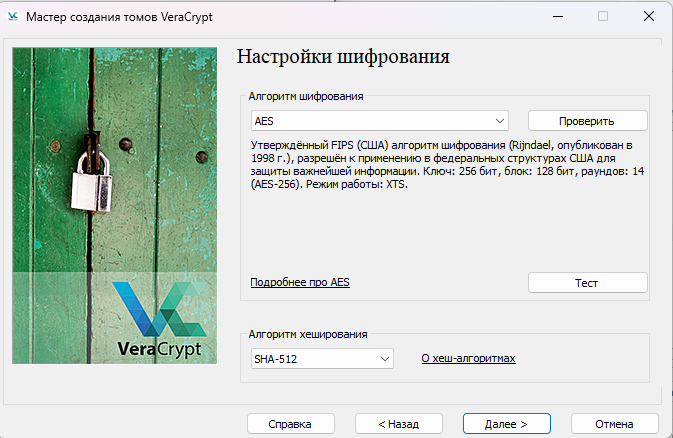 Мастер создания томов VeraCrypt
Настройки шифрования
Алгоритм шифрования
AES
Проверить
Утверждённый FIPS (США) алгоритм шифрования (Rijndael, опубликован в
1998 г.), разрешён к применению в федеральных структурах США для
защиты важнейшей информации. Ключ: 256 бит, блок: 128 бит, раундов: 14
(AES-256). Режим работы: XTS.
Подробнее про AES
Тест
VeraCrypt
Алгоритм хеширования
SHA-512
О хеш-алгоритмах
Справка
< Назад
Далее >
Отмена